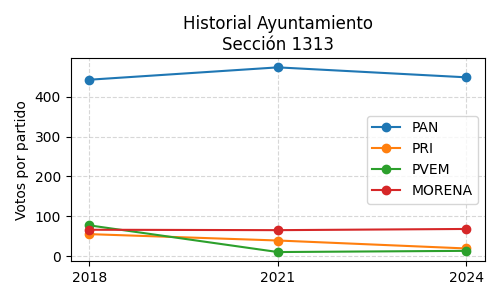 Historial Ayuntamiento
Sección 1313
Votos por partido
400
300
200
100
0
2018
2021
2024
PAN
PRI
PVEM
MORENA